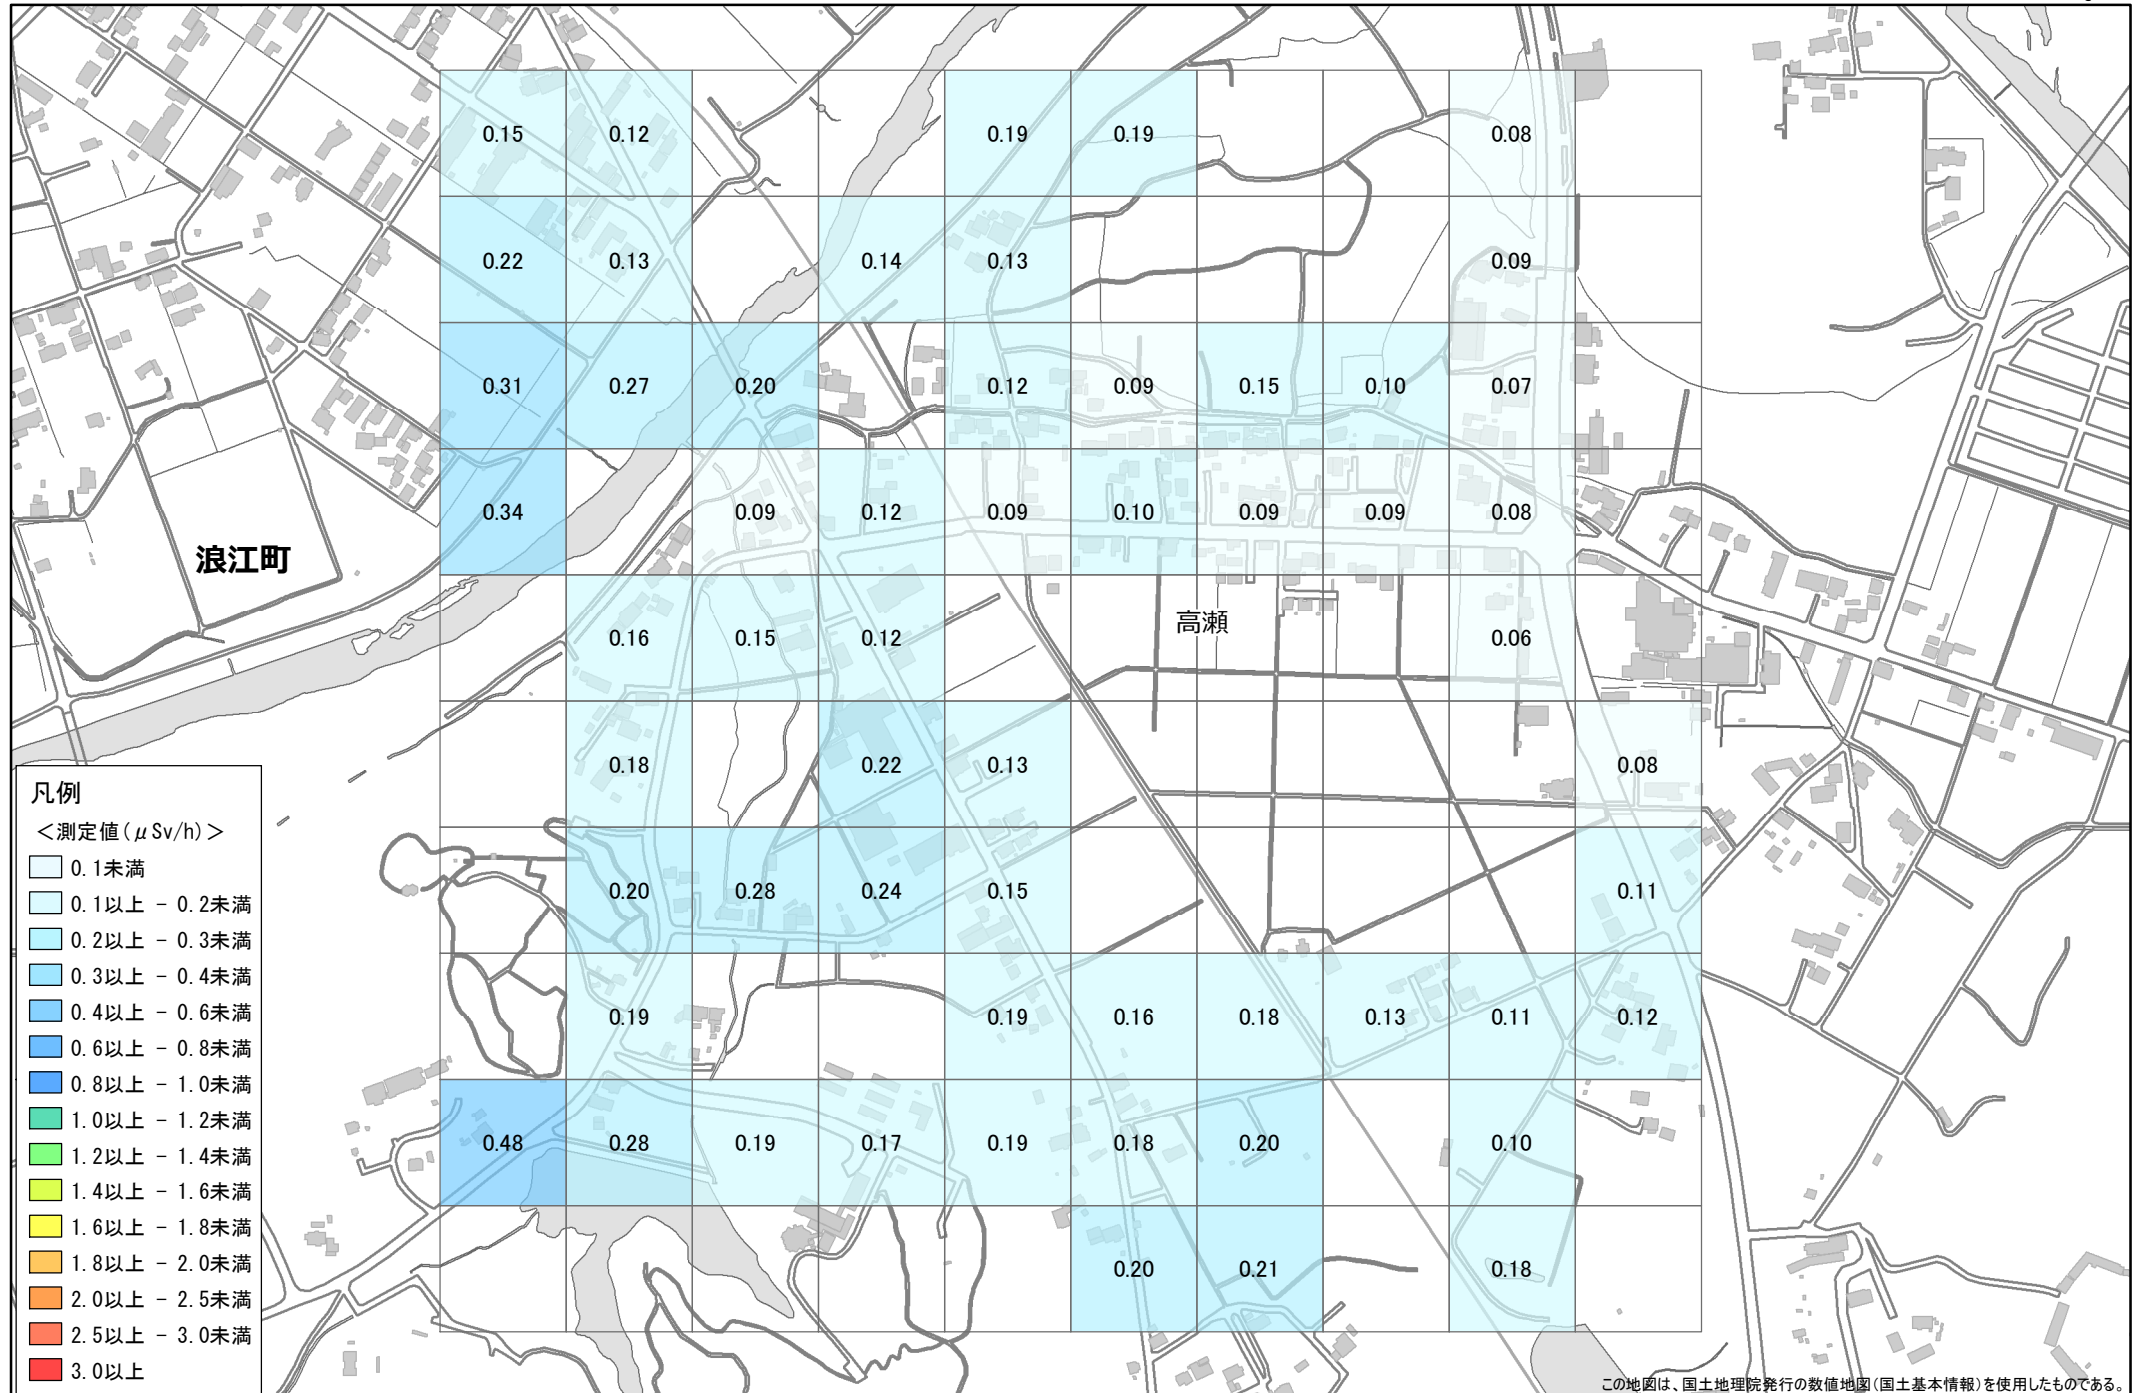 0.15 0.12 0.19 0.19 0.08
0.22 0.13 0.14 0.13 0.09
0.31 0.27 0.20 0.12 0.09 0.15 0.10 0.07
0.34 0.09 0.12 0.09 0.10 0.09 0.09 0.08
浪江町
高瀬
0.16 0.15 0.12 0.06
0.18 0.22 0.13 0.08
0.20 0.28 0.24 0.15 0.11
0.19 0.19 0.16 0.18 0.13 0.11 0.12
0.48 0.28 0.19 0.17 0.19 0.18 0.20 0.10
0.20 0.21 0.18
凡例
＜測定値(μSv/h)＞
0.1未満
0.1以上 － 0.2未満
0.2以上 － 0.3未満
0.3以上 － 0.4未満
0.4以上 － 0.6未満
0.6以上 － 0.8未満
0.8以上 － 1.0未満
1.0以上 － 1.2未満
1.2以上 － 1.4未満
1.4以上 － 1.6未満
1.6以上 － 1.8未満
1.8以上 － 2.0未満
2.0以上 － 2.5未満
2.5以上 － 3.0未満
3.0以上
この地図は、国土地理院発行の数値地図(国土基本情報)を使用したものである。